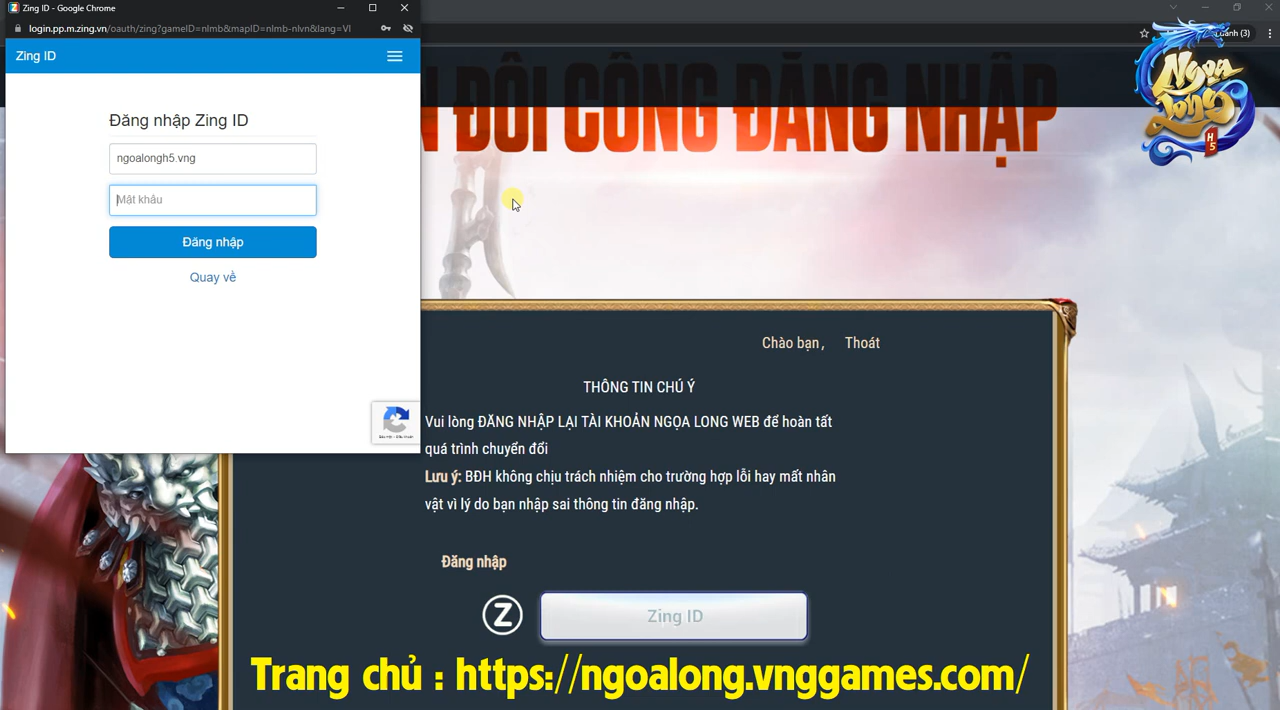 Zing ID - Google Chrome
login.pp.m.zing.vn/oauth/zing?gameID=nlmb&mapID=nlmb-nlvn&lang=VI
Zing ID
Đăng nhập Zing ID
ngoalongh5.vng
Mật khẩu
Đăng nhập
Quay về
ĐỔI CỔNG ĐĂNG NHẬP
Ngọa Long H5
Chào bạn, Thoát
THÔNG TIN CHÚ Ý
Vui lòng ĐĂNG NHẬP LẠI TÀI KHOẢN NGỌA LONG WEB để hoàn tất
quá trình chuyển đổi
Lưu ý: BĐH không chịu trách nhiệm cho trường hợp lỗi hay mất nhân
vật vì lý do bạn nhập sai thông tin đăng nhập.
Đăng nhập
Z
Zing ID
Trang chủ : https://ngoalong.vnggames.com/